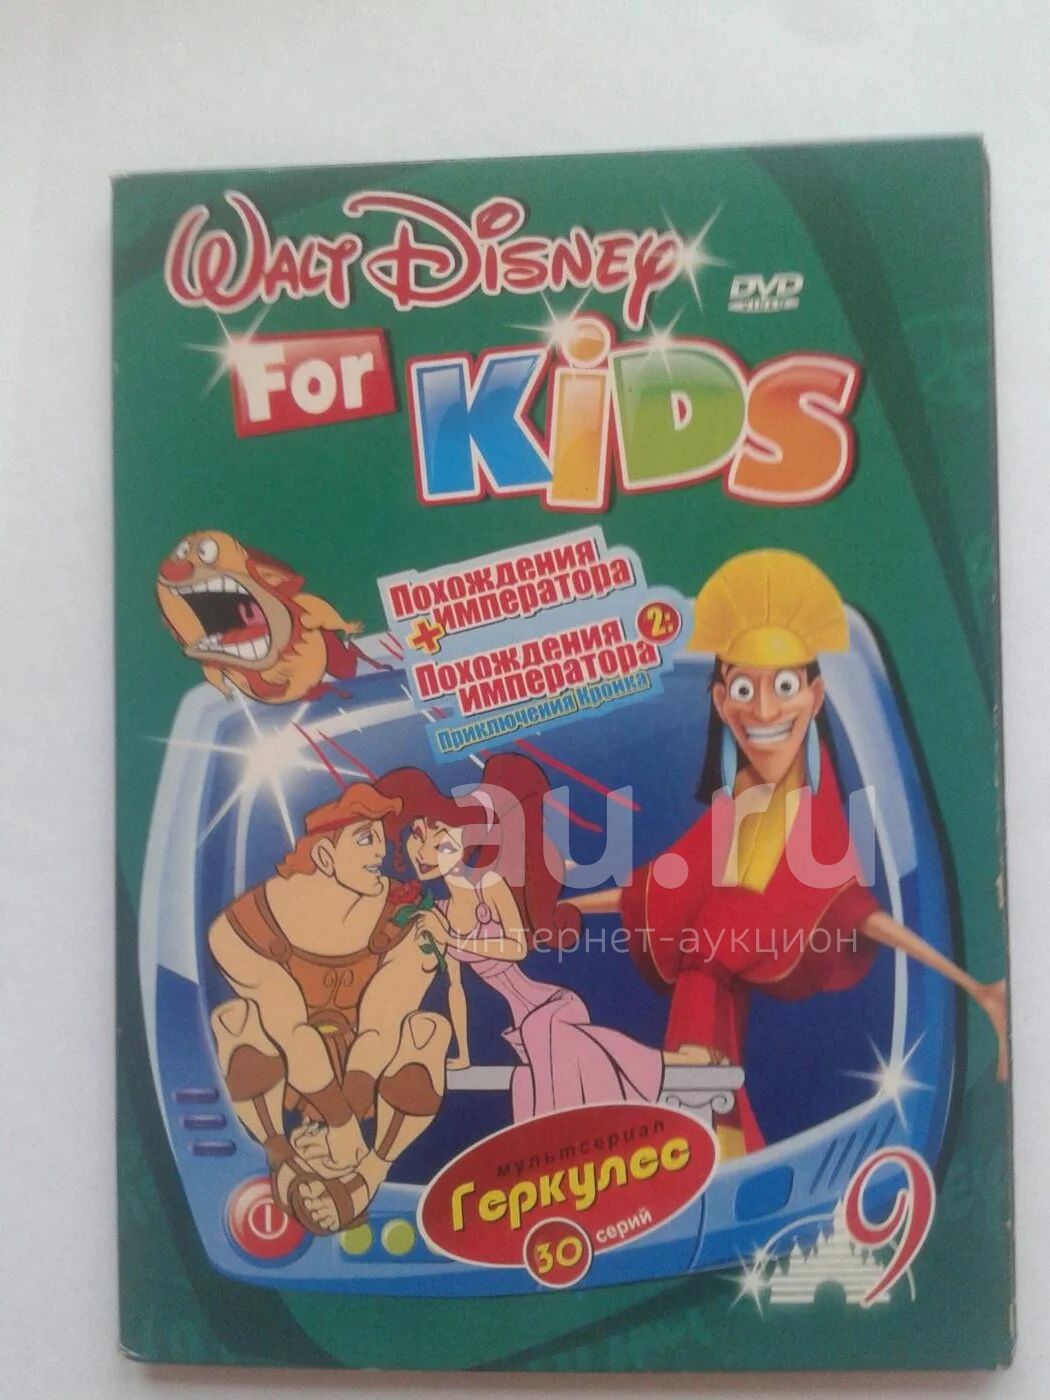 WALT DISNEY
DVD
VIDEO
For
KiDS
Похождения
+императора
Похождения 2:
императора
Приключения Кронка
au.ru
интернет-аукцион
мультсериал
Геркулес
30 серий
9